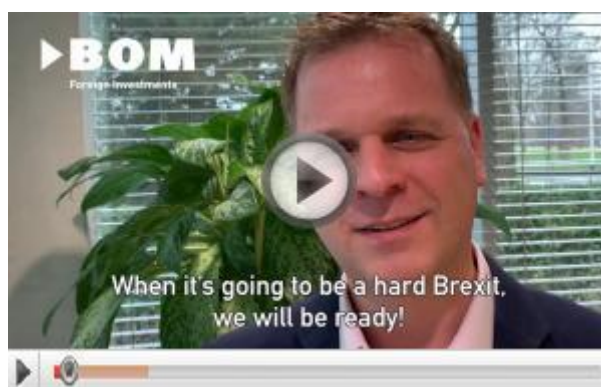 BOM
Foreign Investments
When it's going to be a hard Brexit,
we will be ready!